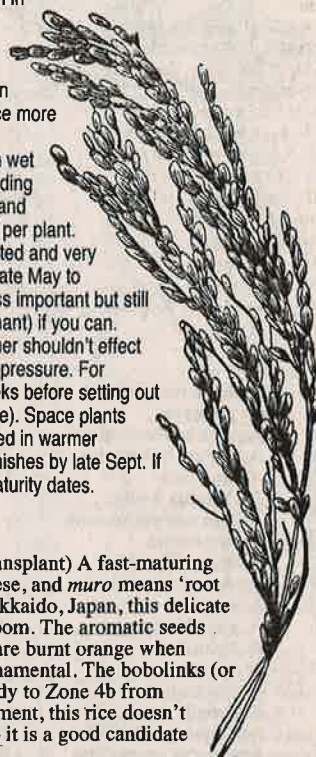 n
ce more
wet
ding
and
per plant.
ted and very
ate May to
ss important but still
nant) if you can.
er shouldn't effect
pressure. For
ks before setting out
e). Space plants
ed in warmer
nishes by late Sept. If
aturity dates.
ansplant) A fast-maturing
ese, and muro means 'root
kkaido, Japan, this delicate
oom. The aromatic seeds
are burnt orange when
namental. The bobolinks (or
dy to Zone 4b from
ment, this rice doesn't
it is a good candidate